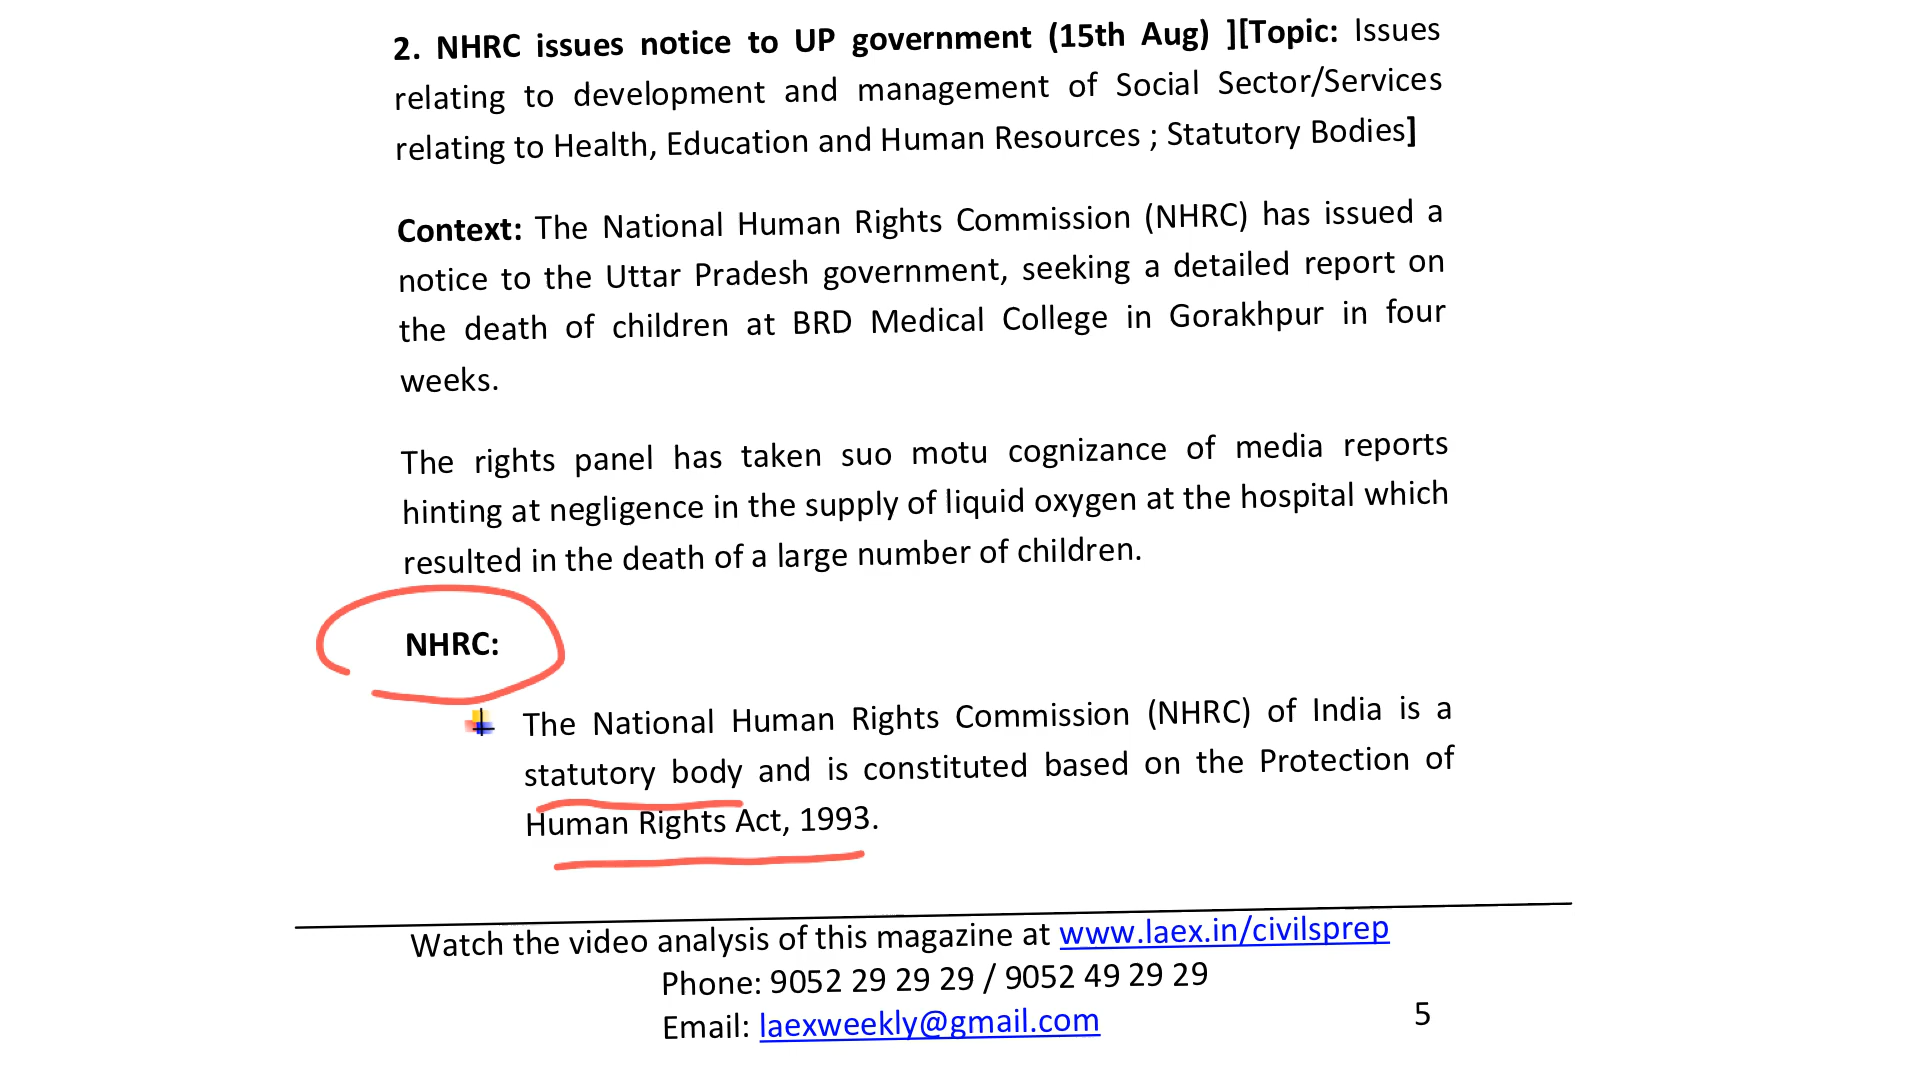 2. NHRC issues notice to UP government (15th Aug) ][Topic: Issues
relating to development and management of Social Sector/Services
relating to Health, Education and Human Resources ; Statutory Bodies]
Context: The National Human Rights Commission (NHRC) has issued a
notice to the Uttar Pradesh government, seeking a detailed report on
the death of children at BRD Medical College in Gorakhpur in four
weeks.
The rights panel has taken suo motu cognizance of media reports
hinting at negligence in the supply of liquid oxygen at the hospital which
resulted in the death of a large number of children.
NHRC:
The National Human Rights Commission (NHRC) of India is a
statutory body and is constituted based on the Protection of
Human Rights Act, 1993.
Watch the video analysis of this magazine at www.laex.in/civilsprep
Phone: 9052 29 29 29 / 9052 49 29 29
Email: laexweekly@gmail.com
5